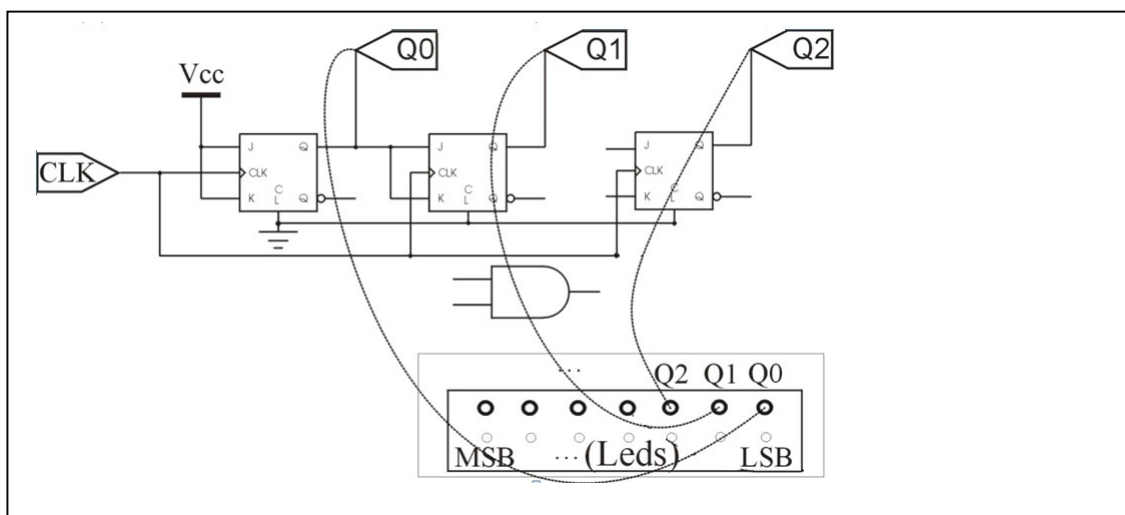 Q0 Q1 Q2
Vcc
J Q J Q J Q
CLK CLK CLK CLK
K C L Q K C L Q K C L Q
... Q2 Q1 Q0
MSB ... (Leds) LSB